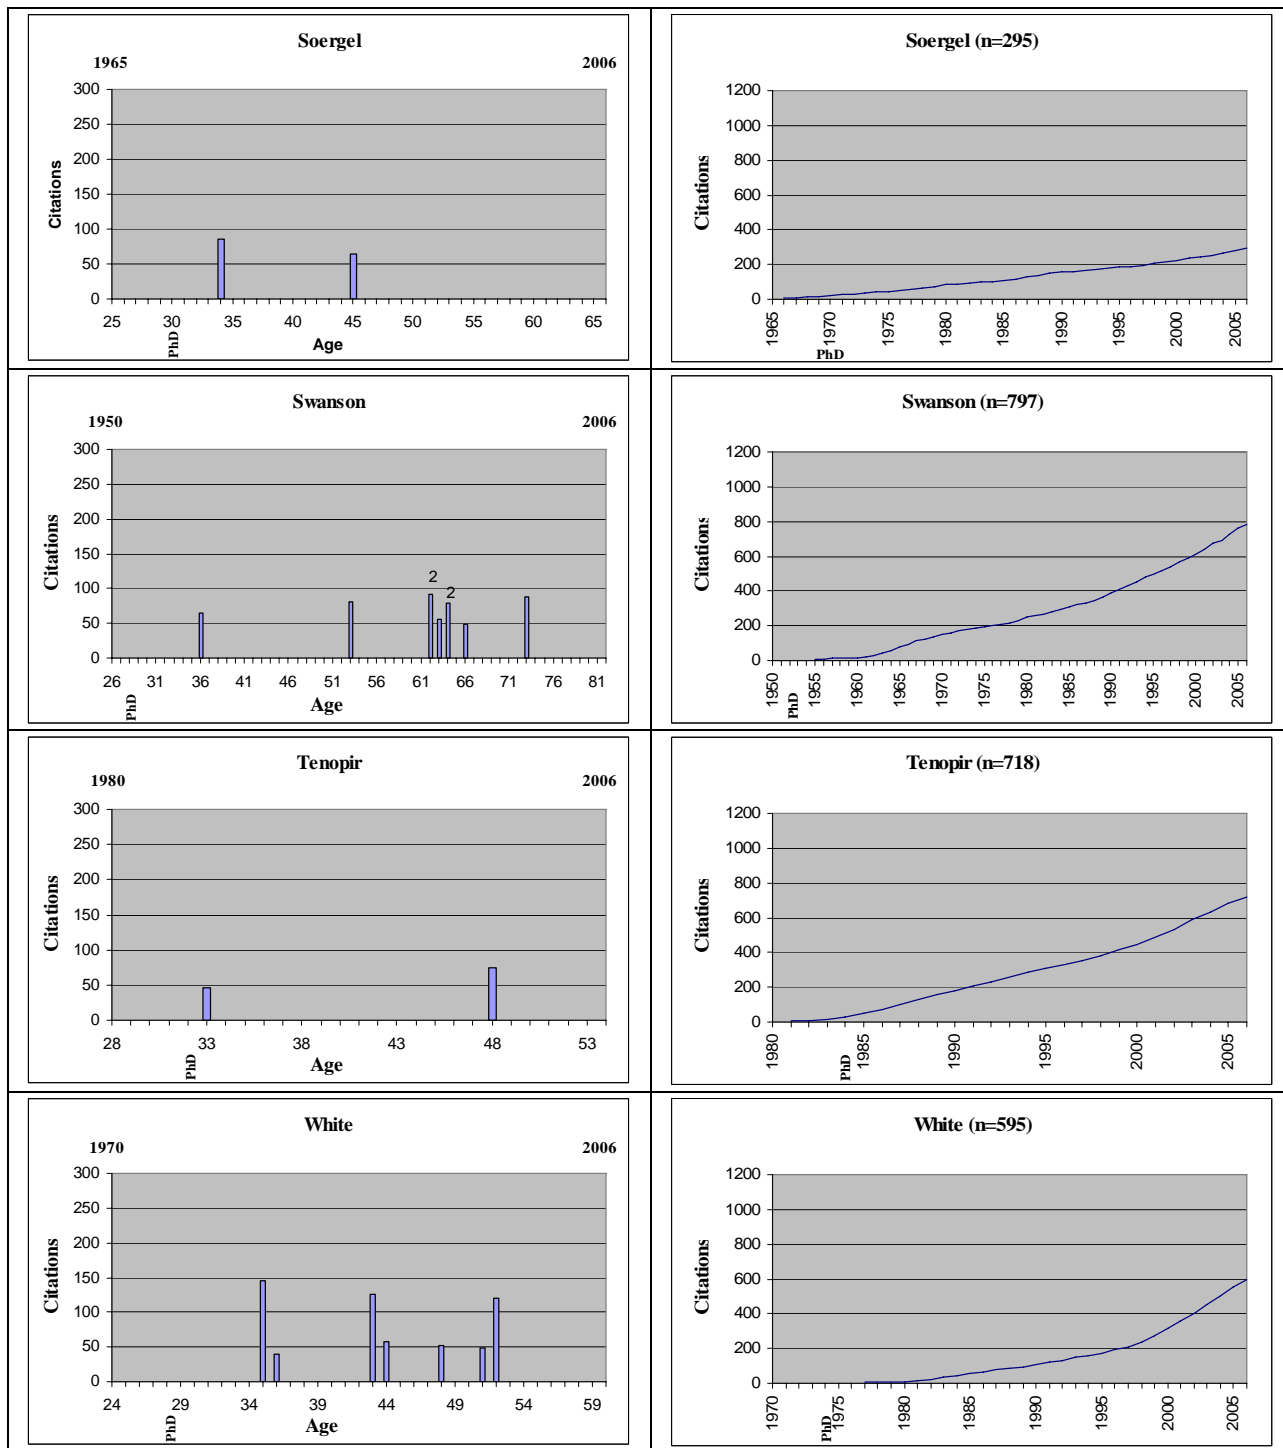 Soergel
1965 2006
300
250
200
150
100
50
0
Citations
25 30 35 40 45 50 55 60 65
PhD
Age
Soergel (n=295)
1200
1000
800
600
400
200
0
Citations
1965 1970 1975 1980 1985 1990 1995 2000 2005
PhD
Swanson
1950 2006
300
250
200
150
100
50
0
Citations
2
2
26 31 36 41 46 51 56 61 66 71 76 81
PhD
Age
Swanson (n=797)
1200
1000
800
600
400
200
0
Citations
1950 1955 1960 1965 1970 1975 1980 1985 1990 1995 2000 2005
PhD
Tenopir
1980 2006
300
250
200
150
100
50
0
Citations
28 33 38 43 48 53
PhD
Age
Tenopir (n=718)
1200
1000
800
600
400
200
0
Citations
1980 1985 1990 1995 2000 2005
PhD
White
1970 2006
300
250
200
150
100
50
0
Citations
24 29 34 39 44 49 54 59
PhD
Age
White (n=595)
1200
1000
800
600
400
200
0
Citations
1970 1975 1980 1985 1990 1995 2000 2005
PhD